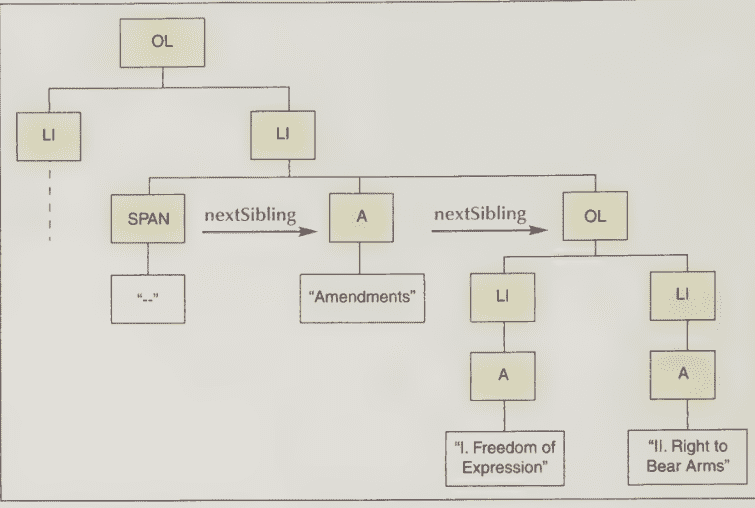 OL
LI
LI
SPAN
nextSibling
A
nextSibling
OL
"--"
"Amendments"
LI
LI
A
A
"I. Freedom of
Expression"
"II. Right to
Bear Arms"